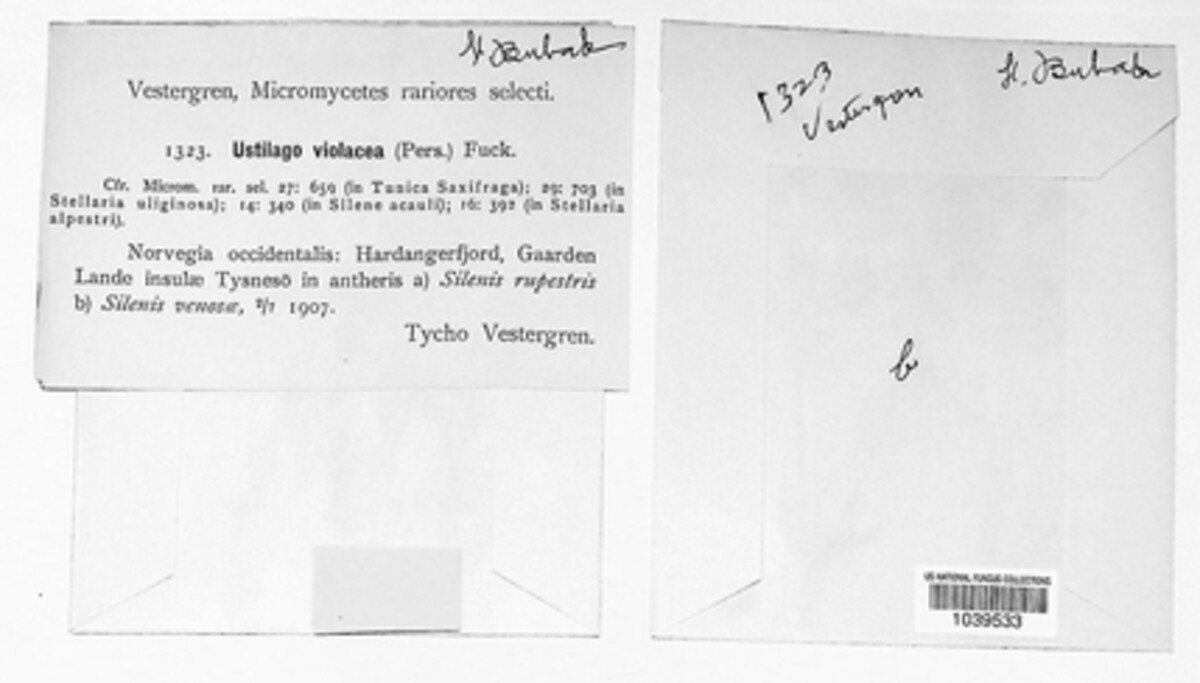 H. Bubak
Vestergren, Micromycetes rariores selecti.
1323. Ustilago violacea (Pers.) Fuck.
Cfr. Microm. rar. sel. 27: 659 (in Tunica Saxifraga); 29: 703 (in
Stellaria uliginosa); 14: 340 (in Silene acauli); 16: 392 (in Stellaria
alpestri).
Norvegia occidentalis: Hardangerfjord, Gaarden
Lande insulæ Tysnesö in antheris a) Silenis rupestris
b) Silenis venosæ, 2/7 1907.
Tycho Vestergren.
1323
Vestergren
H. Bubak
b
US NATIONAL FUNGUS COLLECTIONS
1039533